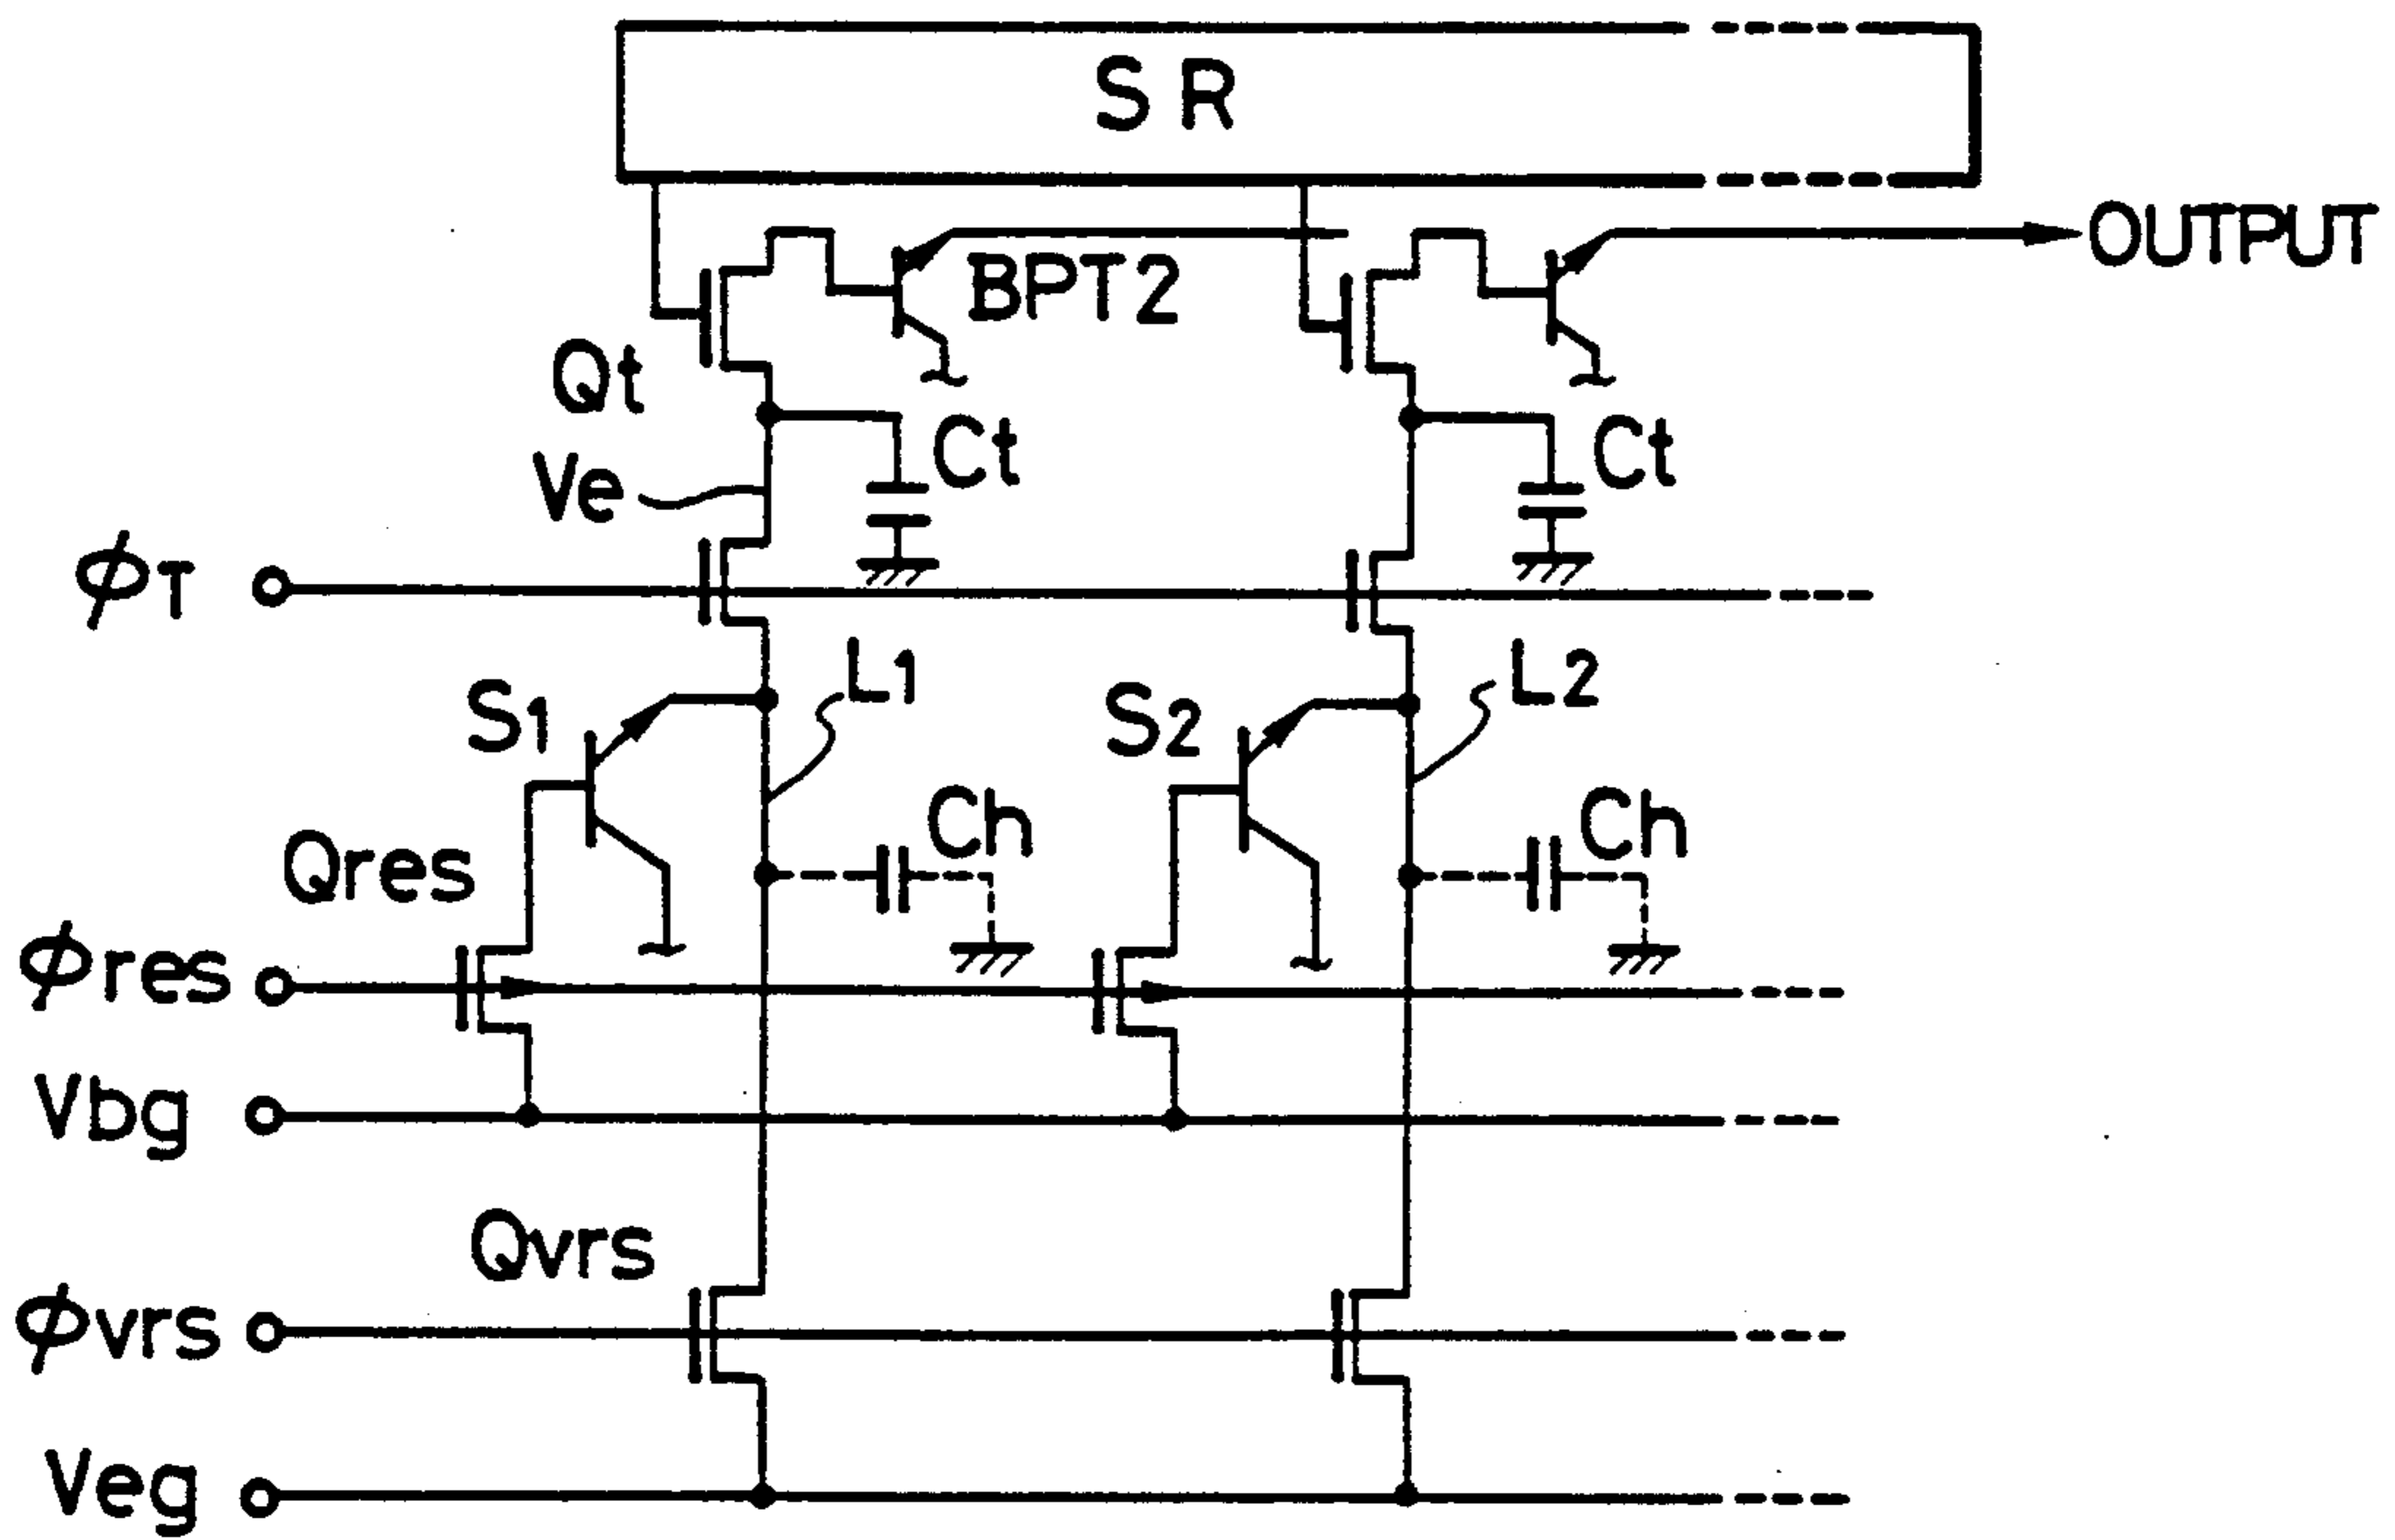 SR
OUTPUT
BPT2
Qt
Ct
Ct
Ve
ϕT
L1
L2
S1
S2
Ch
Ch
Qres
ϕres
Vbg
Qvrs
ϕvrs
Veg